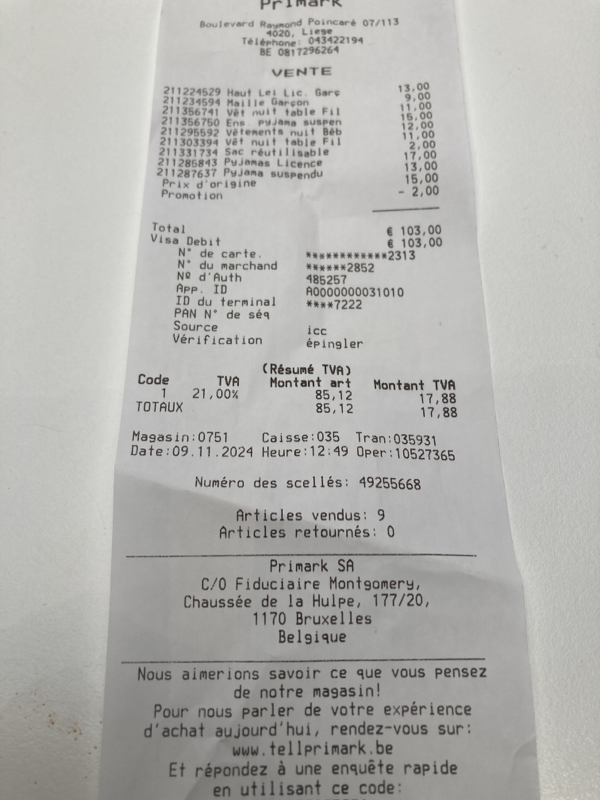 Primark
Boulevard Raymond Poincaré 07/113
4020, Liege
Téléphone: 043422194
BE 0817296264
VENTE
211224529 Haut Lei Lic. Garç 13,00
211234594 Maille Garçon 9,00
211356741 Vêt nuit table Fil 11,00
211356750 Ens. pyjama suspen 15,00
211295592 Vêtements nuit Béb 12,00
211303394 Vêt nuit table Fil 11,00
211331734 Sac réutilisable 2,00
211285843 Pyjamas Licence 17,00
211287637 Pyjama suspendu 13,00
Prix d'origine 15,00
Promotion - 2,00
Total € 103,00
Visa Debit € 103,00
N° de carte. ************2313
N° du marchand ******2852
Nº d'Auth 485257
App. ID A0000000031010
ID du terminal ****7222
PAN N° de séq
Source icc
Vérification épingler
(Résumé TVA)
Code TVA Montant art Montant TVA
1 21,00% 85,12 17,88
TOTAUX 85,12 17,88
Magasin:0751 Caisse:035 Tran:035931
Date:09.11.2024 Heure:12:49 Oper:10527365
Numéro des scellés: 49255668
Articles vendus: 9
Articles retournés: 0
Primark SA
C/O Fiduciaire Montgomery,
Chaussée de la Hulpe, 177/20,
1170 Bruxelles
Belgique
Nous aimerions savoir ce que vous pensez
de notre magasin!
Pour nous parler de votre expérience
d'achat aujourd'hui, rendez-vous sur:
www.tellprimark.be
Et répondez à une enquête rapide
en utilisant ce code: